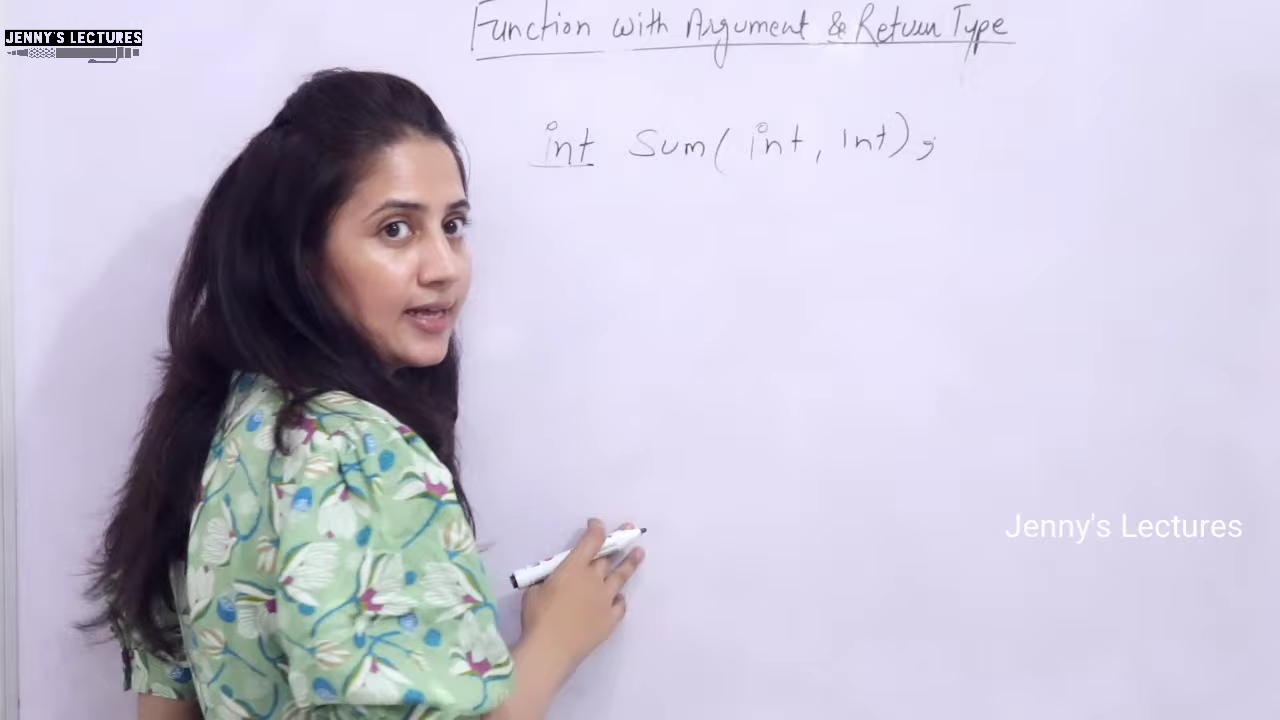 JENNY'S LECTURES
Function with Argument & Return Type
int Sum( int, int);
Jenny's Lectures